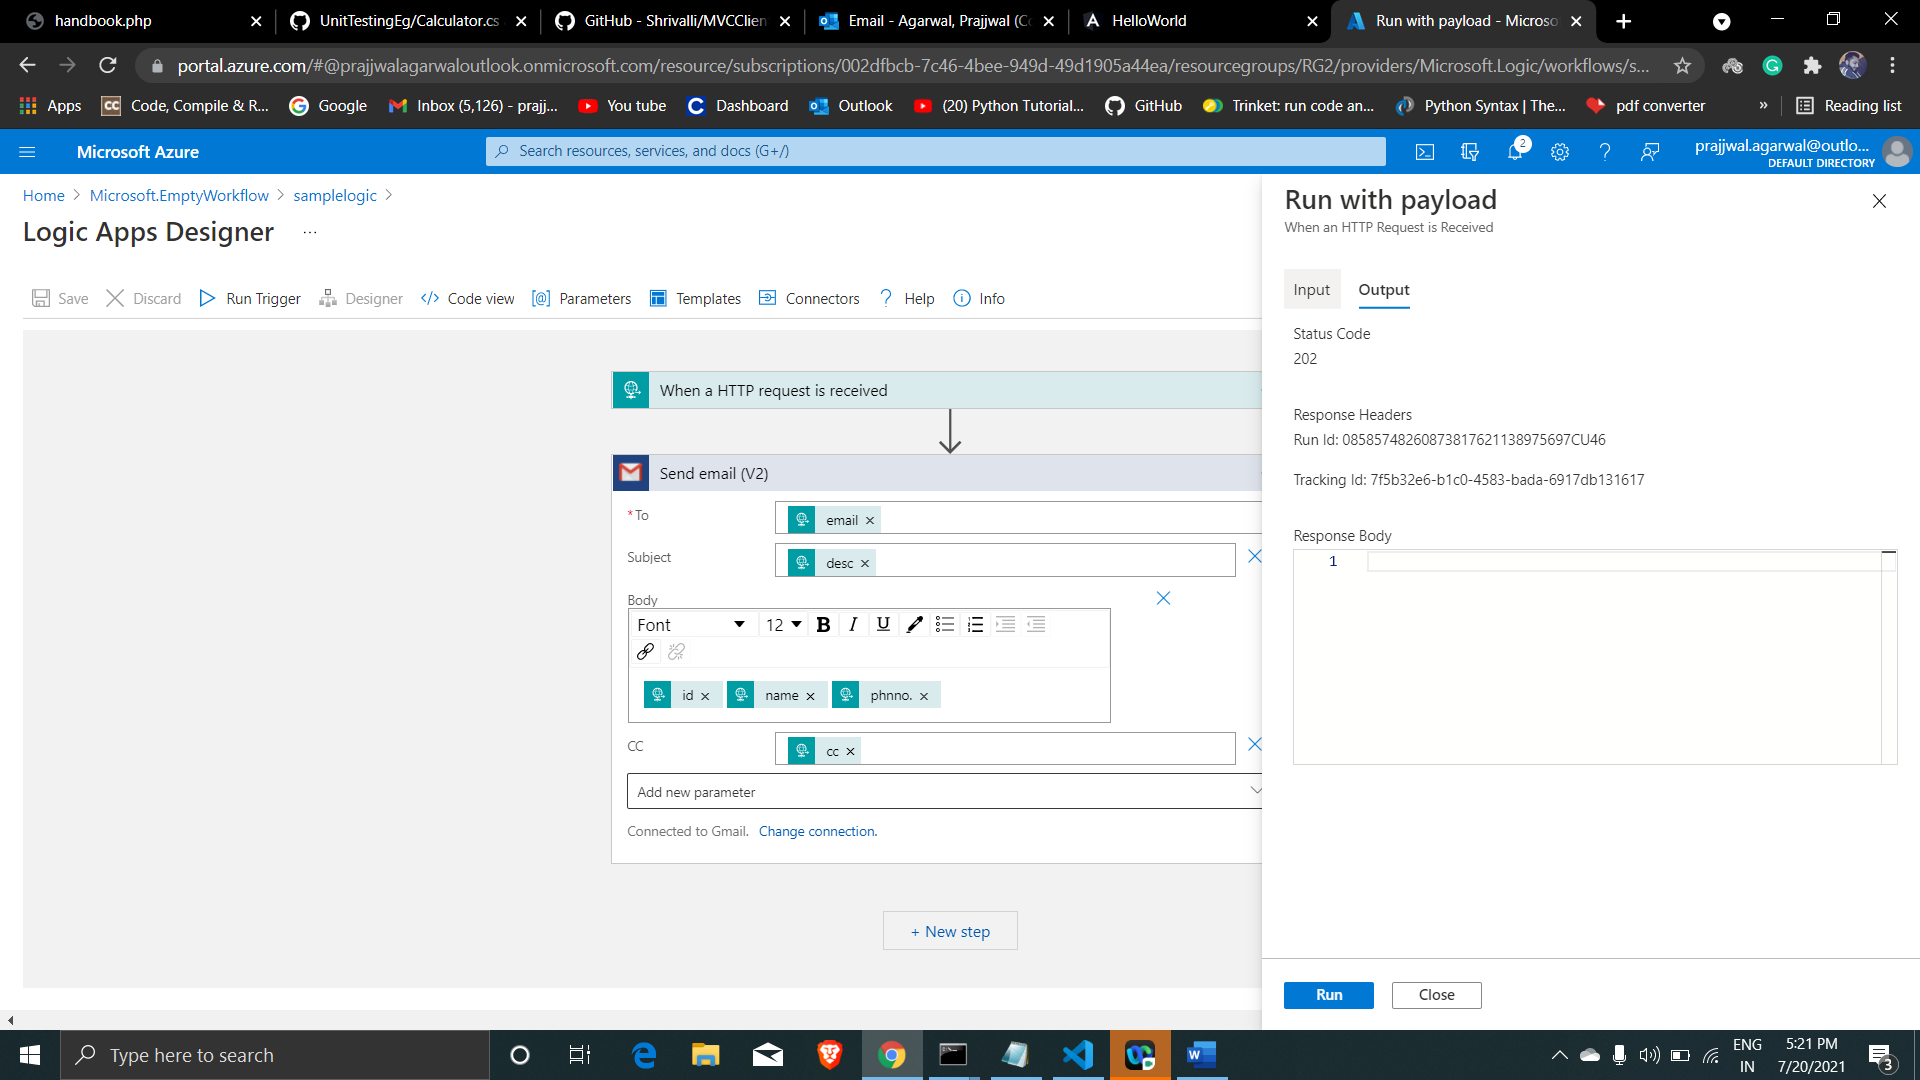 handbook.php
UnitTestingEg/Calculator.cs
GitHub - Shrivalli/MVCClien
Email - Agarwal, Prajjwal (Co
HelloWorld
Run with payload - Microso
portal.azure.com/#@prajjwalagarwaloutlook.onmicrosoft.com/resource/subscriptions/002dfbcb-7c46-4bee-949d-49d1905a44ea/resourcegroups/RG2/providers/Microsoft.Logic/workflows/s...
Apps
Code, Compile & R...
Google
Inbox (5,126) - prajj...
You tube
Dashboard
Outlook
(20) Python Tutorial...
GitHub
Trinket: run code an...
Python Syntax | The...
pdf converter
»
Reading list
Microsoft Azure
Search resources, services, and docs (G+/)
2
prajjwal.agarwal@outlo...
DEFAULT DIRECTORY
Home > Microsoft.EmptyWorkflow > samplelogic >
Logic Apps Designer ...
Save
Discard
Run Trigger
Designer
Code view
Parameters
Templates
Connectors
Help
Info
When a HTTP request is received
Send email (V2)
* To
email ×
Subject
desc ×
Body
Font 12 B I U
id × name × phnno. ×
CC
cc ×
Add new parameter
Connected to Gmail. Change connection.
+ New step
Run with payload
When an HTTP Request is Received
Input Output
Status Code
202
Response Headers
Run Id: 08585748260873817621138975697CU46
Tracking Id: 7f5b32e6-b1c0-4583-bada-6917db131617
Response Body
1
Run Close
Type here to search
ENG
IN
5:21 PM
7/20/2021
3